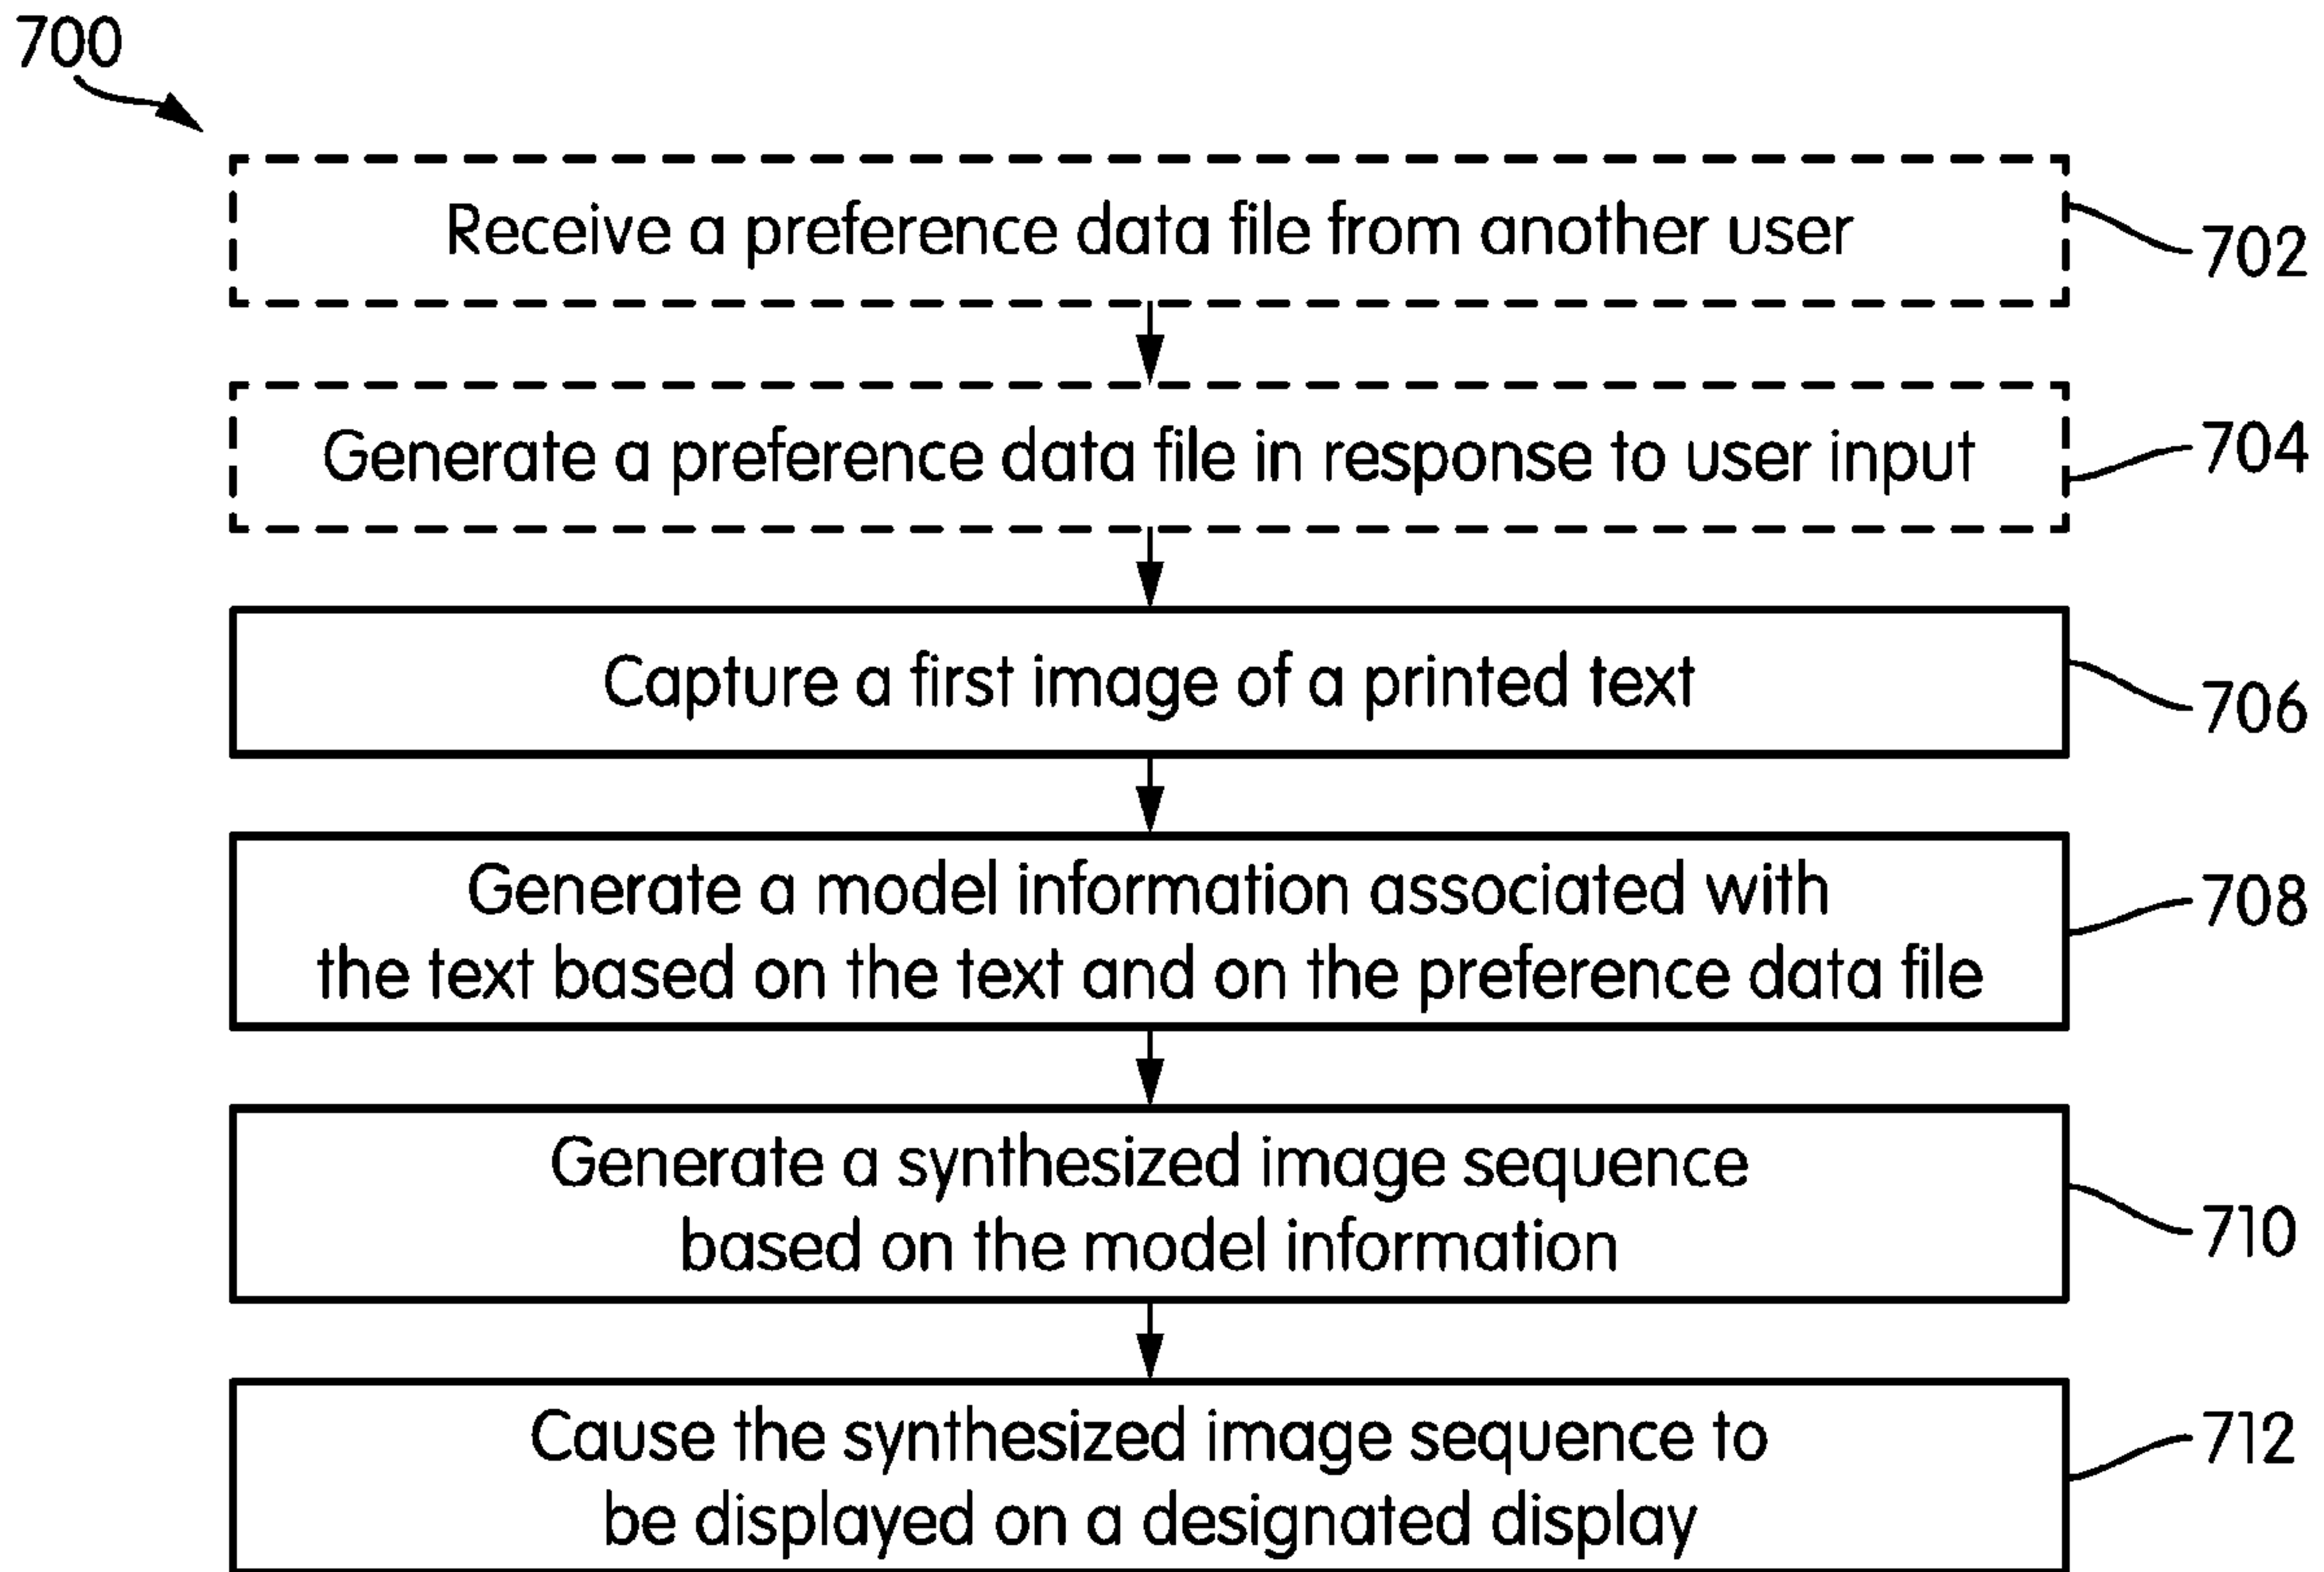 700
Receive a preference data file from another user
702
Generate a preference data file in response to user input
704
Capture a first image of a printed text
706
Generate a model information associated with
the text based on the text and on the preference data file
708
Generate a synthesized image sequence
based on the model information
710
Cause the synthesized image sequence to
be displayed on a designated display
712